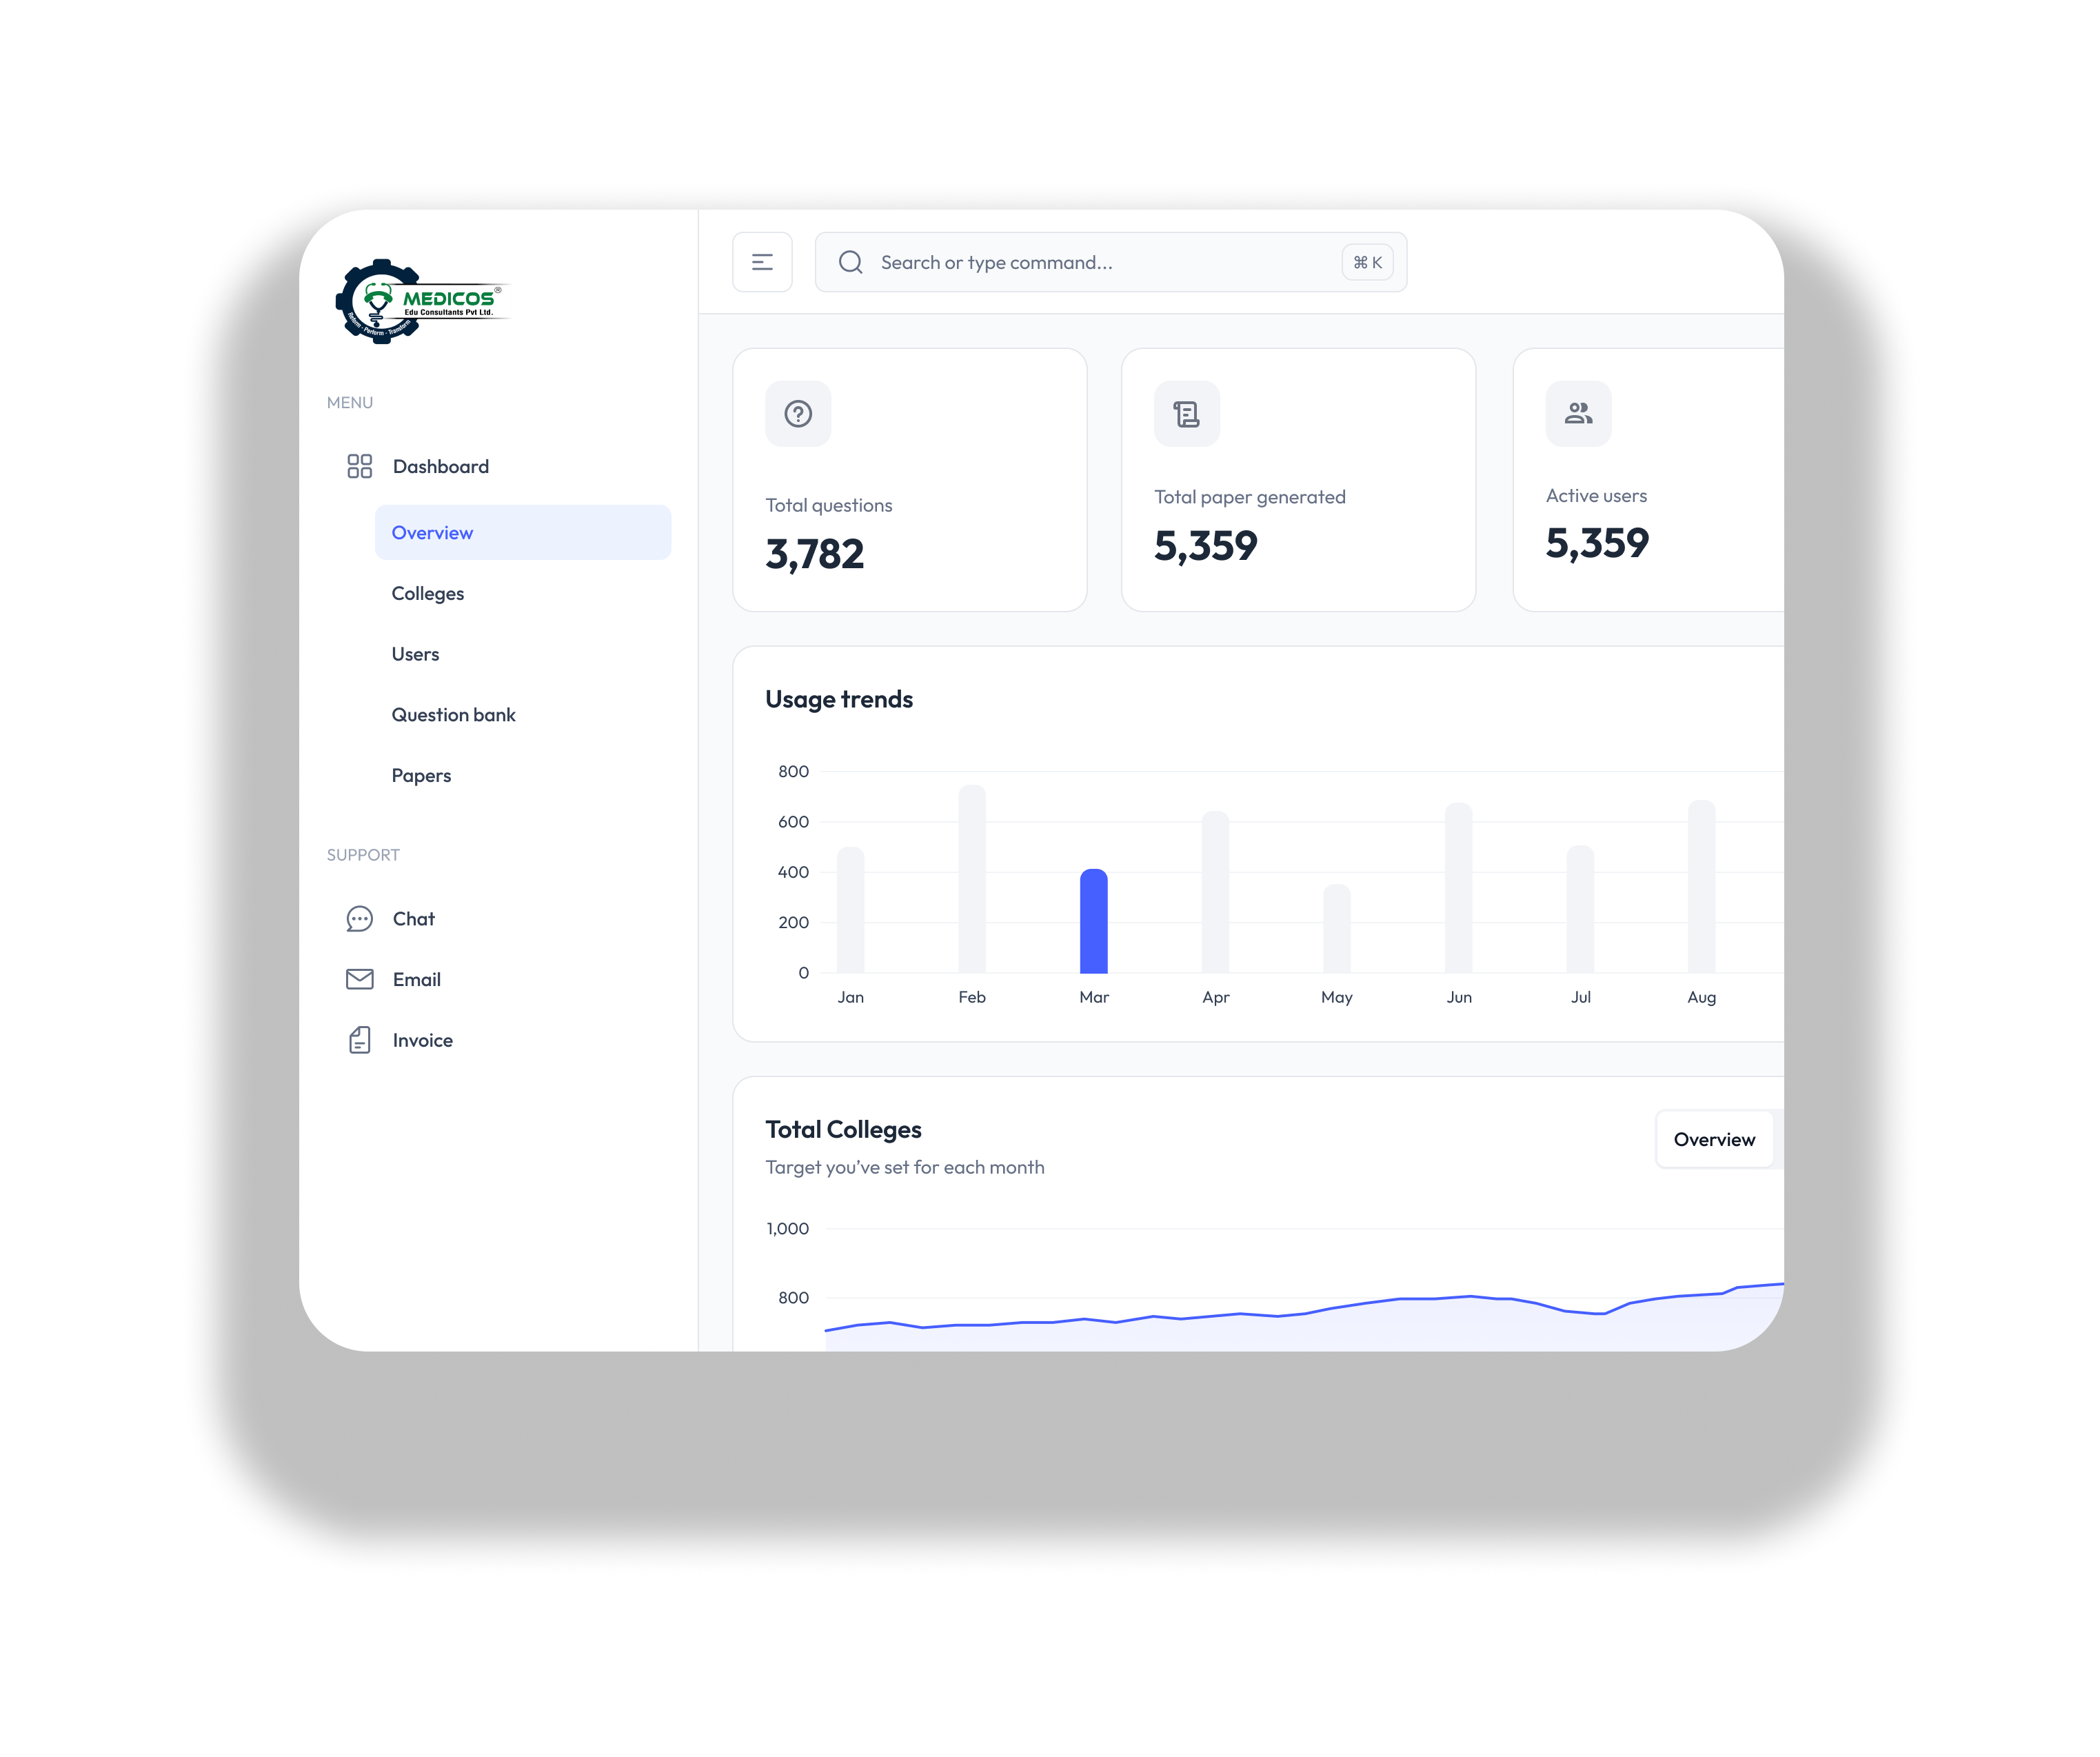 MEDICOS®
Edu Consultants Pvt Ltd.
Reform - Perform - Transform
MENU
Dashboard
Overview
Colleges
Users
Question bank
Papers
SUPPORT
Chat
Email
Invoice
Search or type command...
⌘ K
Total questions
3,782
Total paper generated
5,359
Active users
5,359
Usage trends
800
600
400
200
0
Jan Feb Mar Apr May Jun Jul Aug
Total Colleges
Target you’ve set for each month
Overview
1,000
800